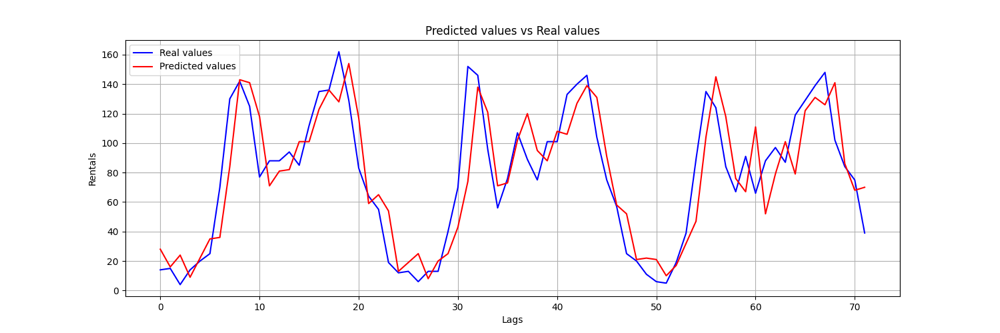 Predicted values vs Real values
Real values
Predicted values
160
140
120
100
80
60
40
20
0
Rentals
0 10 20 30 40 50 60 70
Lags